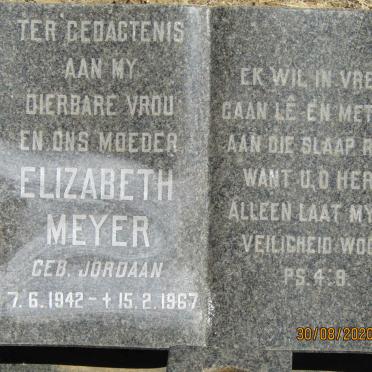 TER GEDAGTENIS
AAN MY
DIERBARE VROU
EN ONS MOEDER
ELIZABETH
MEYER
GEB. JORDAAN
7.6.1942 - + 15.2.1967
EK WIL IN VRE
GAAN LÊ EN MET
AAN DIE SLAAP
WANT U, O HER
ALLEEN LAAT MY
VEILIGHEID WOO
PS. 4:9
30/08/2020